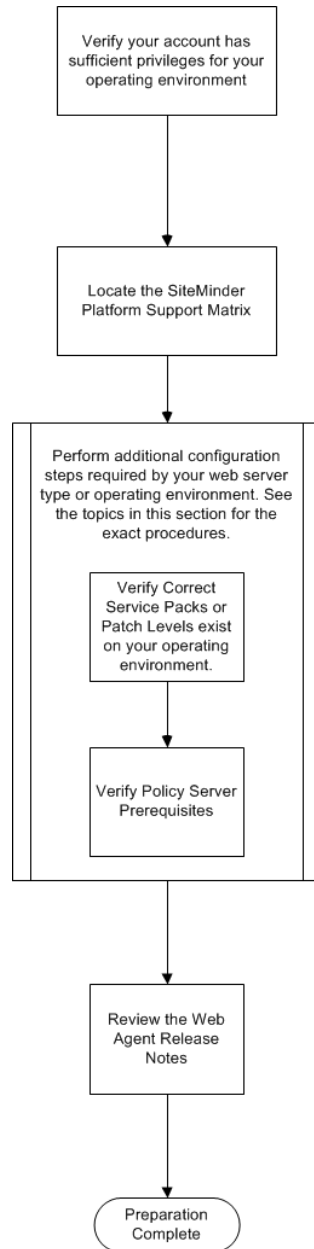 Verify your account has
sufficient privileges for your
operating environment
Locate the SiteMinder
Platform Support Matrix
Perform additional configuration
steps required by your web server
type or operating environment. See
the topics in this section for the
exact procedures.
Verify Correct
Service Packs or
Patch Levels exist
on your operating
environment.
Verify Policy Server
Prerequisites
Review the Web
Agent Release
Notes
Preparation
Complete